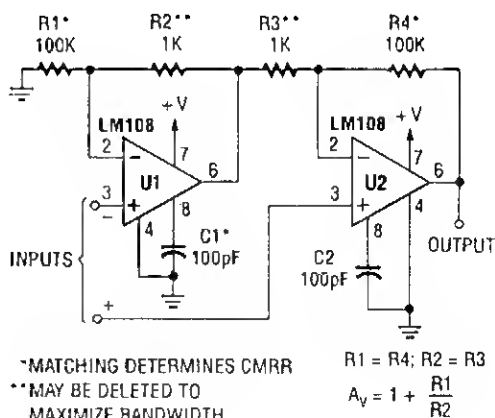 R1* R2** R3** R4*
100K 1K 1K 100K
+V +V
LM108 LM108
2 − 7 2 − 7
U1 6 U2 6
3 + 3 +
−
4 8 8 4
C1*
100pF
C2
100pF
INPUTS
OUTPUT
+
*MATCHING DETERMINES CMRR
**MAY BE DELETED TO
MAXIMIZE BANDWIDTH
R1 = R4; R2 = R3
Av = 1 + R1/R2